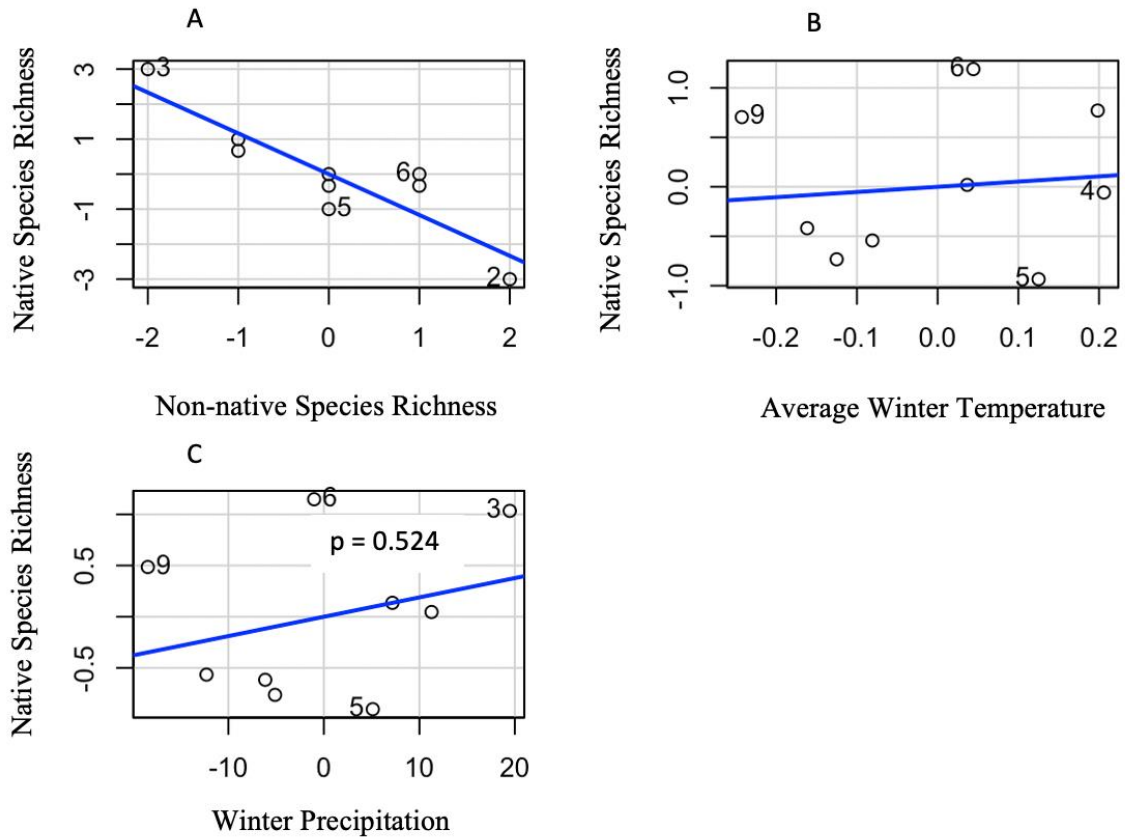 A
Native Species Richness
3
1
-1
-3
3
6
5
2
-2 -1 0 1 2
Non-native Species Richness
B
Native Species Richness
1.0
0.0
-1.0
6
9
4
5
-0.2 -0.1 0.0 0.1 0.2
Average Winter Temperature
C
Native Species Richness
0.5
-0.5
6
3
p = 0.524
9
5
-10 0 10 20
Winter Precipitation